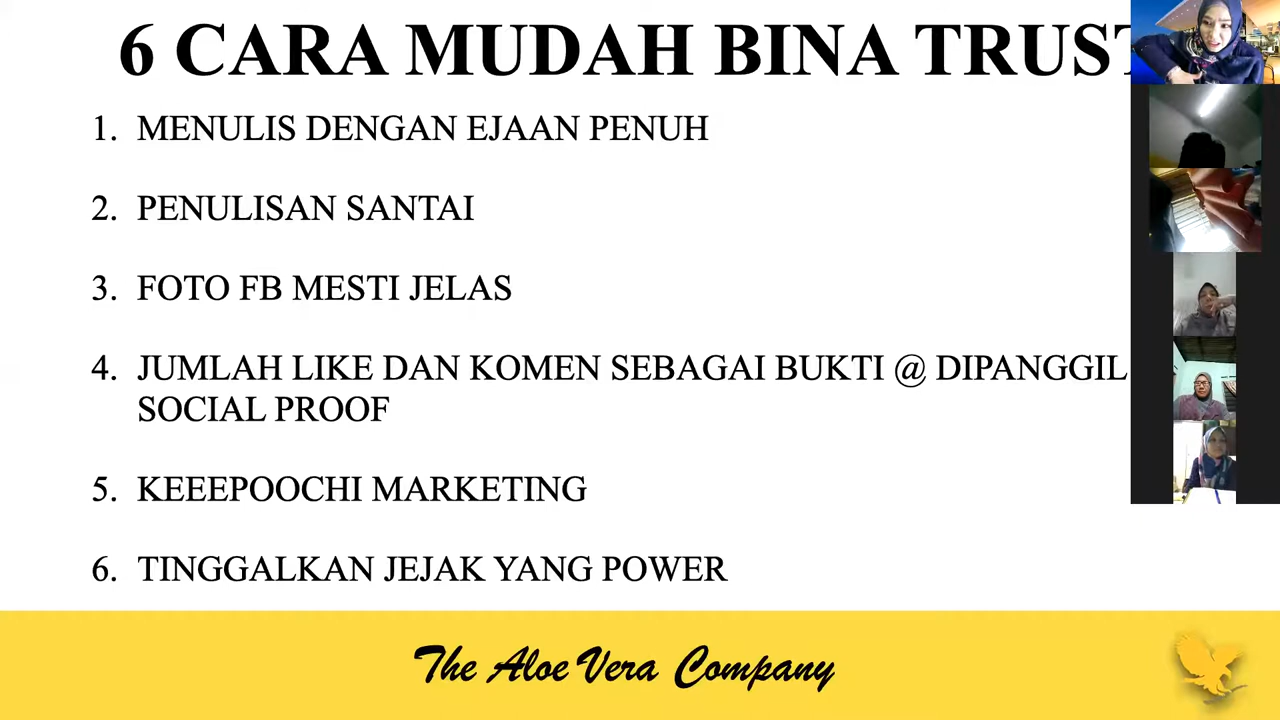 6 CARA MUDAH BINA TRUST
1. MENULIS DENGAN EJAAN PENUH
2. PENULISAN SANTAI
3. FOTO FB MESTI JELAS
4. JUMLAH LIKE DAN KOMEN SEBAGAI BUKTI @ DIPANGGIL
SOCIAL PROOF
5. KEEEPOOCHI MARKETING
6. TINGGALKAN JEJAK YANG POWER
The Aloe Vera Company